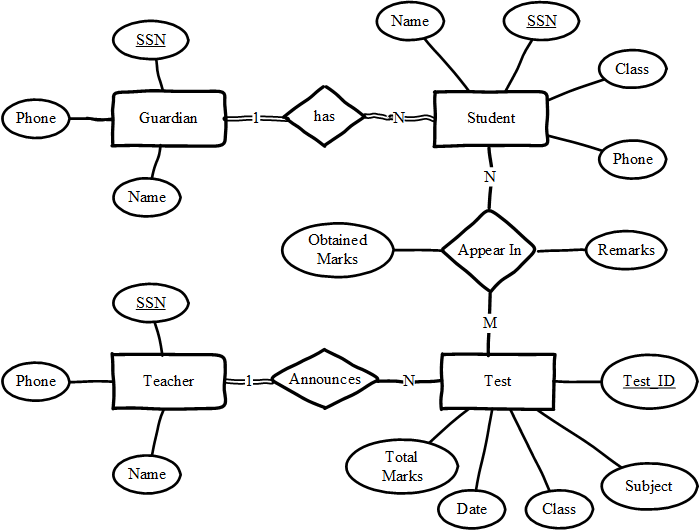 Name
SSN
SSN
Class
Phone
Guardian
1
has
N
Student
Phone
N
Name
Obtained
Marks
Appear In
Remarks
SSN
M
Phone
Teacher
1
Announces
N
Test
Test_ID
Total
Marks
Name
Subject
Date
Class